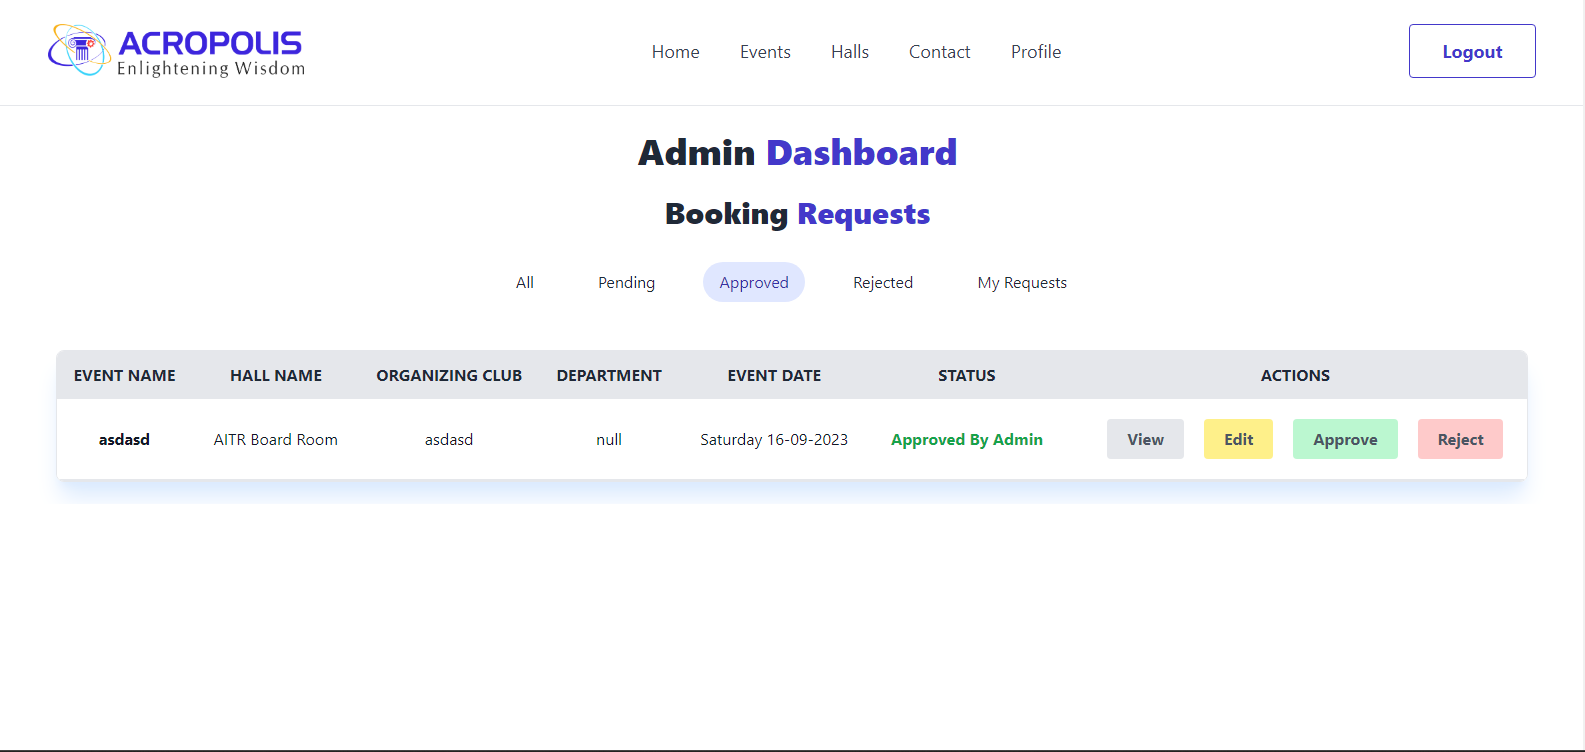 ACROPOLIS
Enlightening Wisdom
Home Events Halls Contact Profile
Logout
Admin Dashboard
Booking Requests
All Pending Approved Rejected My Requests
EVENT NAME HALL NAME ORGANIZING CLUB DEPARTMENT EVENT DATE STATUS ACTIONS
asdasd AITR Board Room asdasd null Saturday 16-09-2023 Approved By Admin View Edit Approve Reject